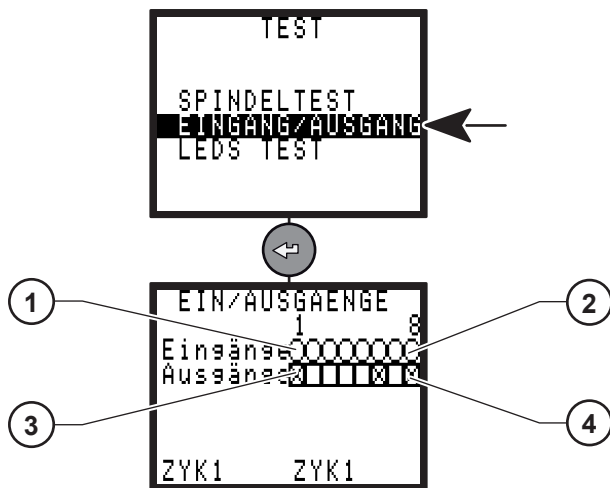 TEST
SPINDELTEST
EINGANG/AUSGANG
LEDS TEST
EIN/AUSGAENGE
1 8
Eingänge
Ausgänge X X X
ZYK1 ZYK1
1
2
3
4